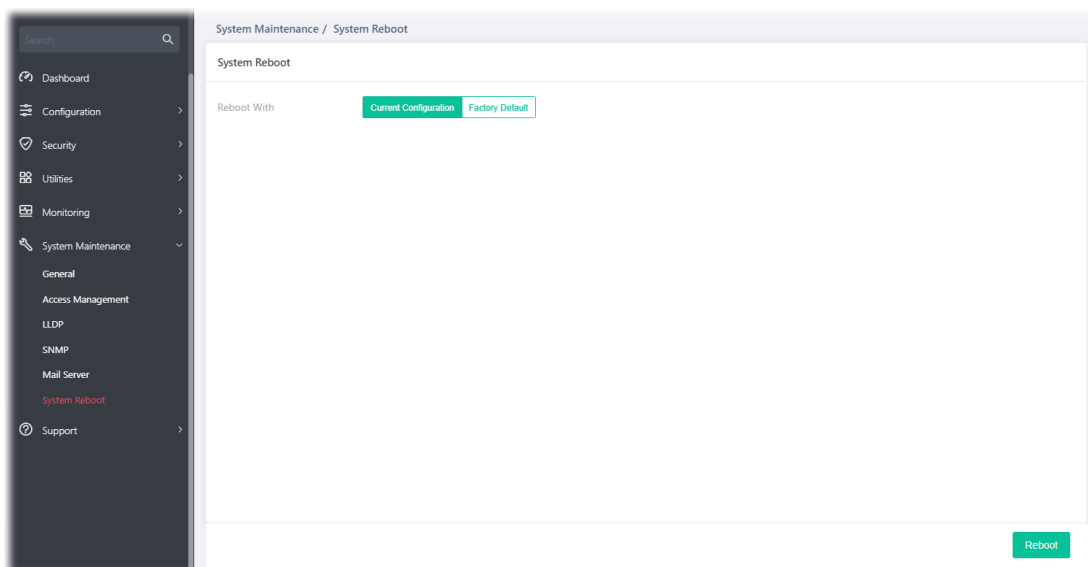 Search...
Dashboard
Configuration
Security
Utilities
Monitoring
System Maintenance
General
Access Management
LLDP
SNMP
Mail Server
System Reboot
Support
System Maintenance / System Reboot
System Reboot
Reboot With Current Configuration Factory Default
Reboot